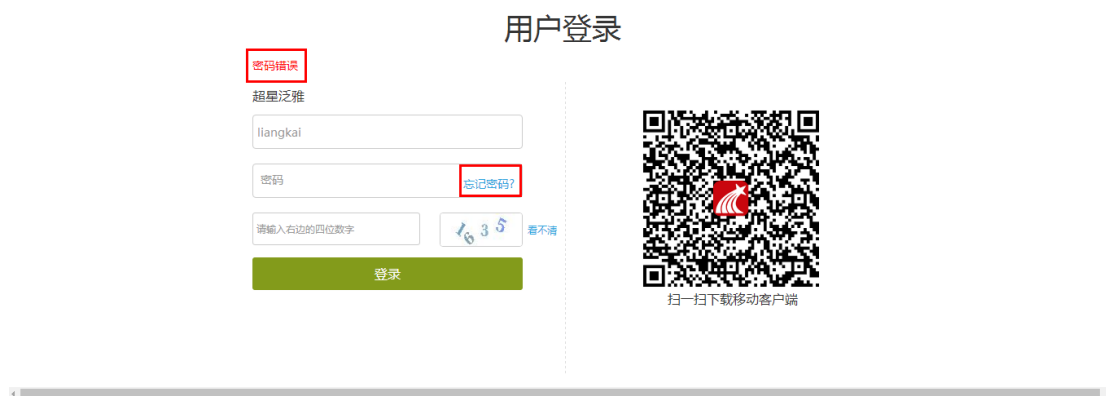 用户登录
密码错误
超星泛雅
liangkai
密码
忘记密码?
请输入右边的四位数字
1635
看不清
登录
扫一扫下载移动客户端